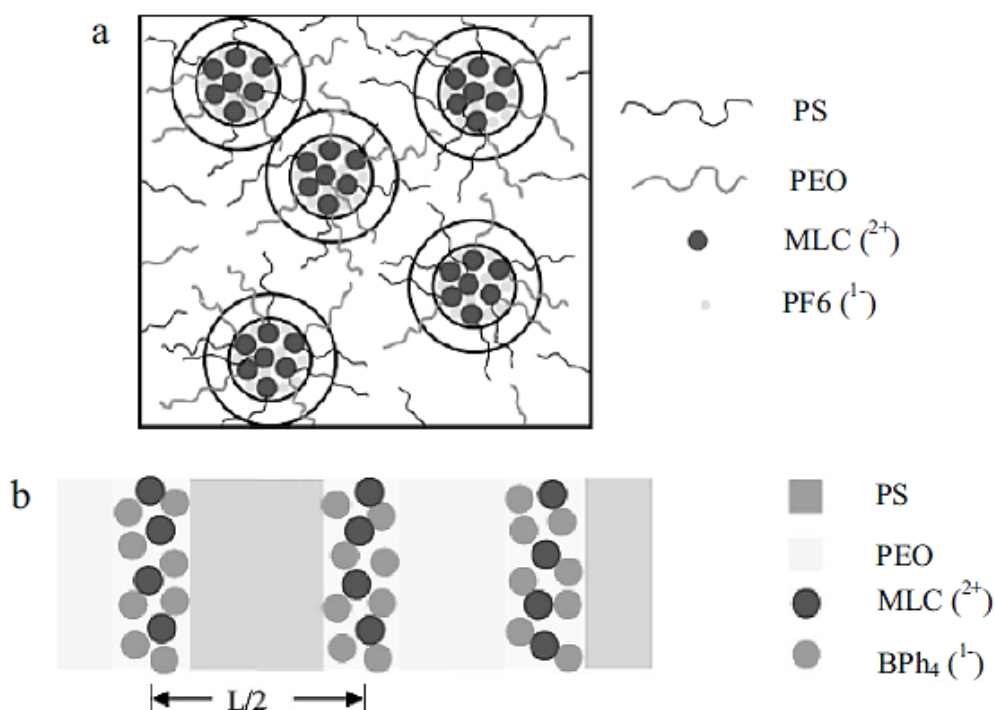 a
PS
PEO
MLC (²⁺)
PF6 (¹⁻)
b
PS
PEO
MLC (²⁺)
BPh₄ (¹⁻)
L/2